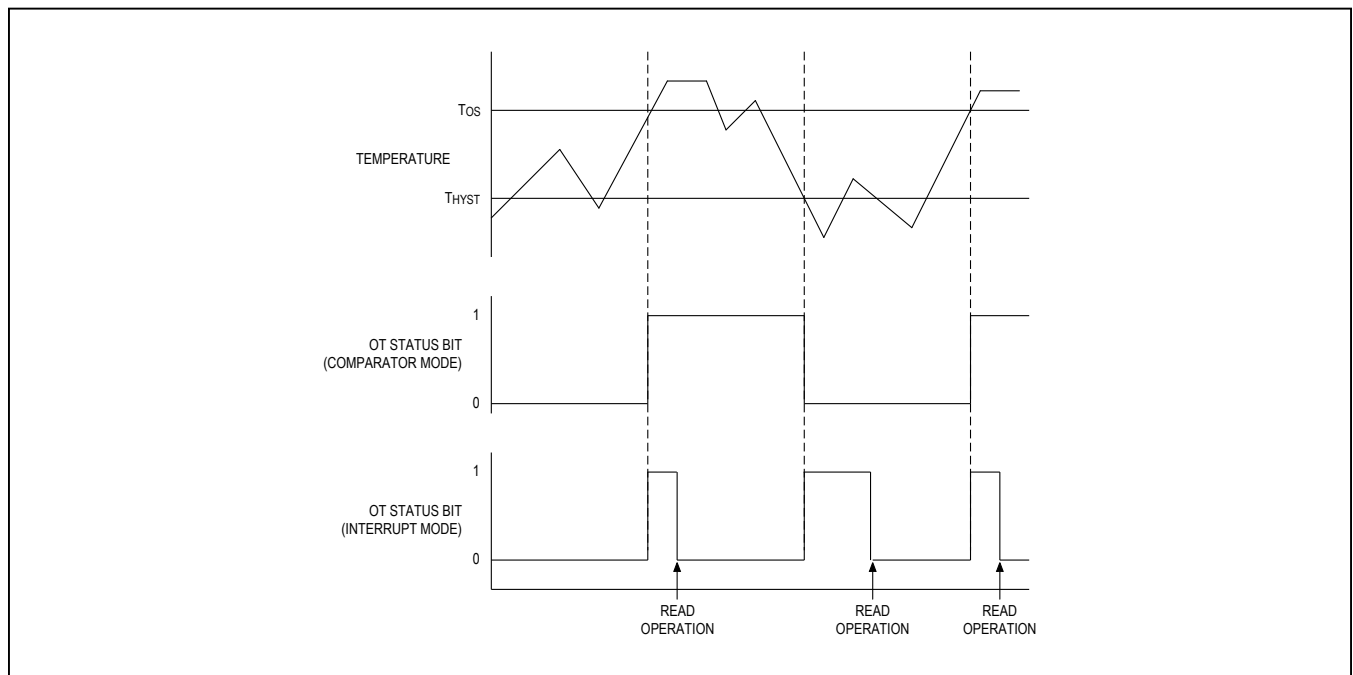 TOS
TEMPERATURE
THYST
1
OT STATUS BIT
(COMPARATOR MODE)
0
1
OT STATUS BIT
(INTERRUPT MODE)
0
READ
OPERATION
READ
OPERATION
READ
OPERATION